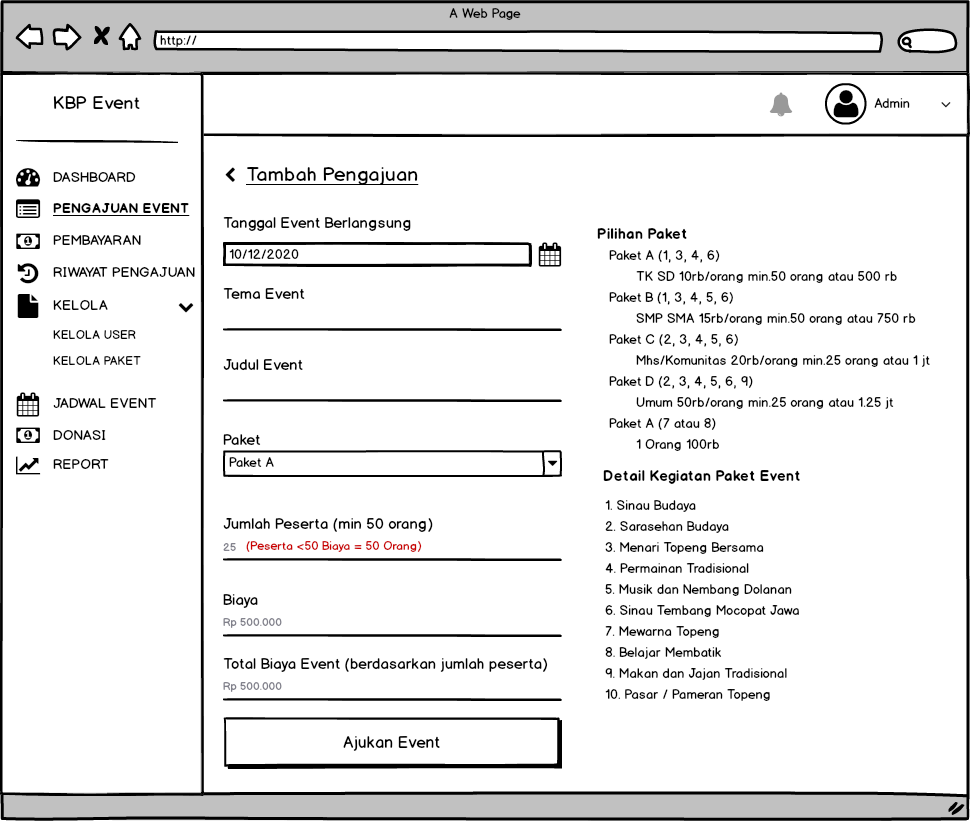 A Web Page
http://
KBP Event
Admin
DASHBOARD
PENGAJUAN EVENT
PEMBAYARAN
RIWAYAT PENGAJUAN
KELOLA
KELOLA USER
KELOLA PAKET
JADWAL EVENT
DONASI
REPORT
Tambah Pengajuan
Tanggal Event Berlangsung
10/12/2020
Tema Event
Judul Event
Paket
Paket A
Jumlah Peserta (min 50 orang)
25 (Peserta <50 Biaya = 50 Orang)
Biaya
Rp 500.000
Total Biaya Event (berdasarkan jumlah peserta)
Rp 500.000
Ajukan Event
Pilihan Paket
Paket A (1, 3, 4, 6)
TK SD 10rb/orang min.50 orang atau 500 rb
Paket B (1, 3, 4, 5, 6)
SMP SMA 15rb/orang min.50 orang atau 750 rb
Paket C (2, 3, 4, 5, 6)
Mhs/Komunitas 20rb/orang min.25 orang atau 1 jt
Paket D (2, 3, 4, 5, 6, 9)
Umum 50rb/orang min.25 orang atau 1.25 jt
Paket A (7 atau 8)
1 Orang 100rb
Detail Kegiatan Paket Event
1. Sinau Budaya
2. Sarasehan Budaya
3. Menari Topeng Bersama
4. Permainan Tradisional
5. Musik dan Nembang Dolanan
6. Sinau Tembang Mocopat Jawa
7. Mewarna Topeng
8. Belajar Membatik
9. Makan dan Jajan Tradisional
10. Pasar / Pameran Topeng